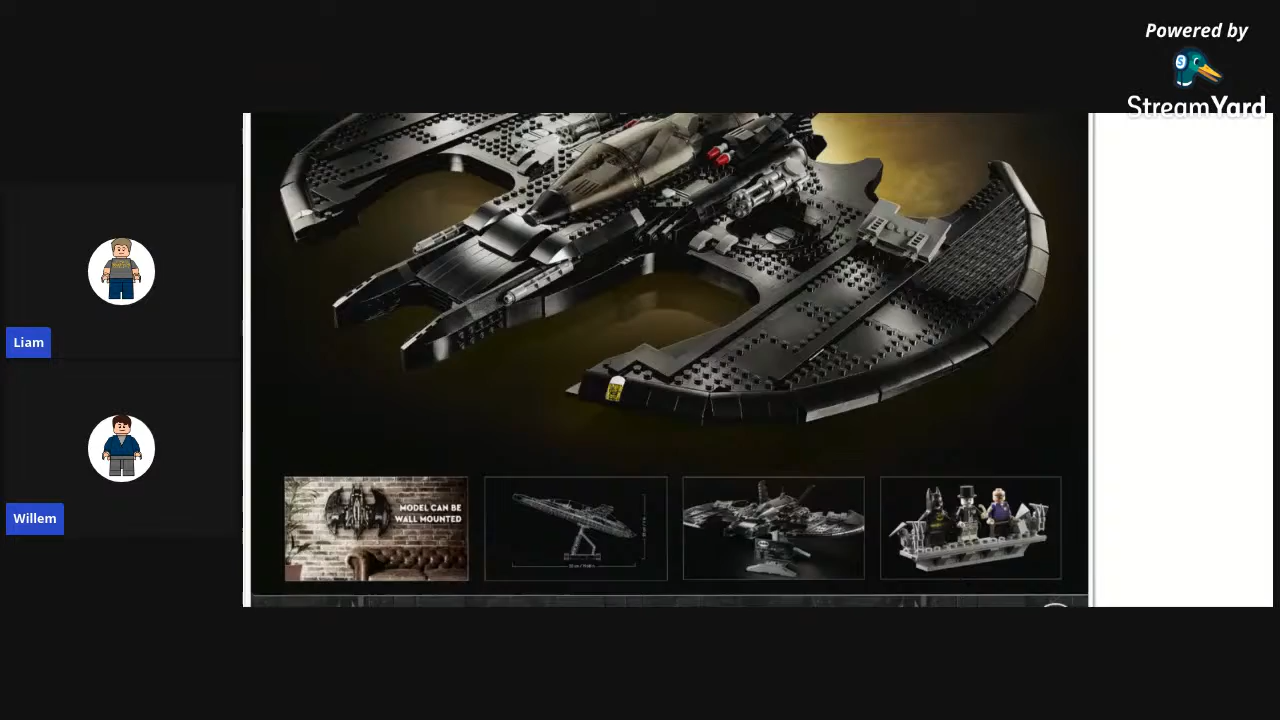 Powered by
StreamYard
Liam
Willem
MODEL CAN BE
WALL MOUNTED